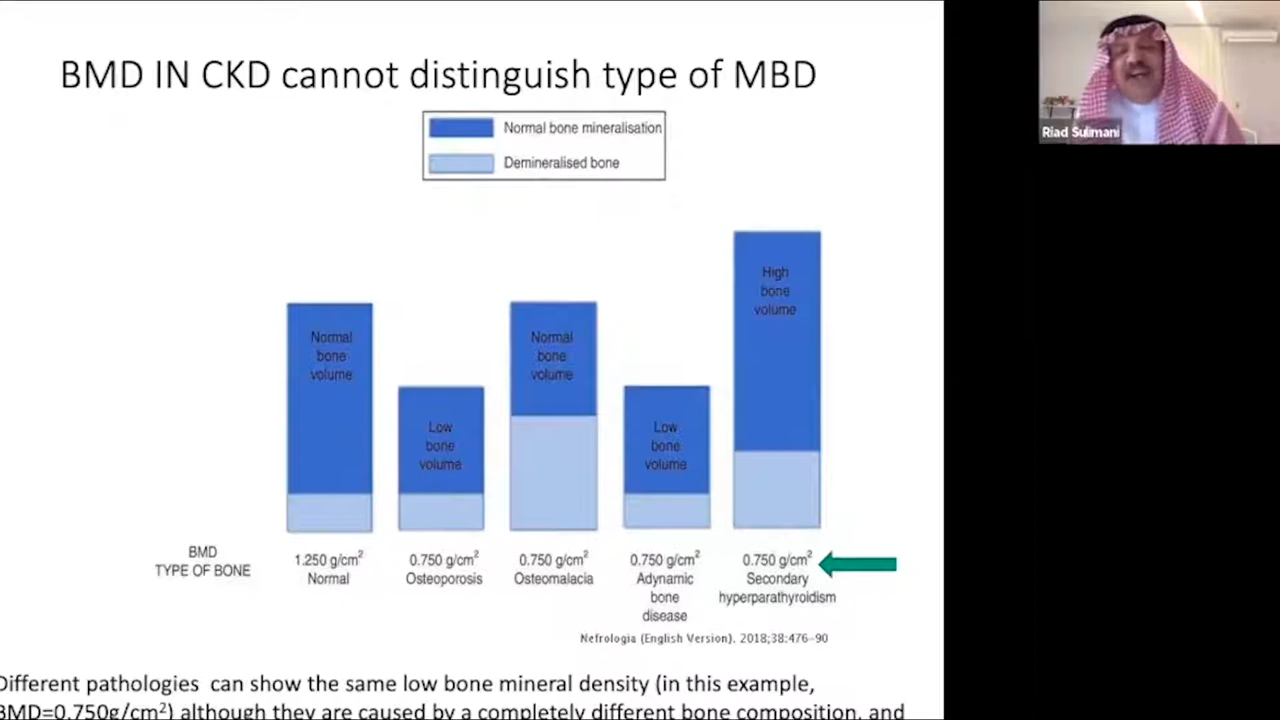 BMD IN CKD cannot distinguish type of MBD
Normal bone mineralisation
Demineralised bone
Normal
bone
volume
Low
bone
volume
Normal
bone
volume
Low
bone
volume
High
bone
volume
BMD
TYPE OF BONE
1.250 g/cm²
Normal
0.750 g/cm²
Osteoporosis
0.750 g/cm²
Osteomalacia
0.750 g/cm²
Adynamic
bone
disease
0.750 g/cm²
Secondary
hyperparathyroidism
Nefrologia (English Version). 2018;38:476–90
Different pathologies can show the same low bone mineral density (in this example,
BMD=0.750g/cm²) although they are caused by a completely different bone composition, and
Riad Sulimani